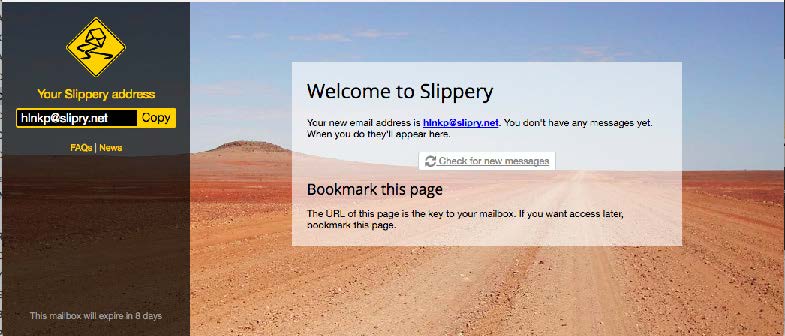 Your Slippery address
hlnkp@slipry.net Copy
FAQs | News
This mailbox will expire in 8 days
Welcome to Slippery
Your new email address is hlnkp@slipry.net. You don't have any messages yet.
When you do they'll appear here.
Check for new messages
Bookmark this page
The URL of this page is the key to your mailbox. If you want access later,
bookmark this page.